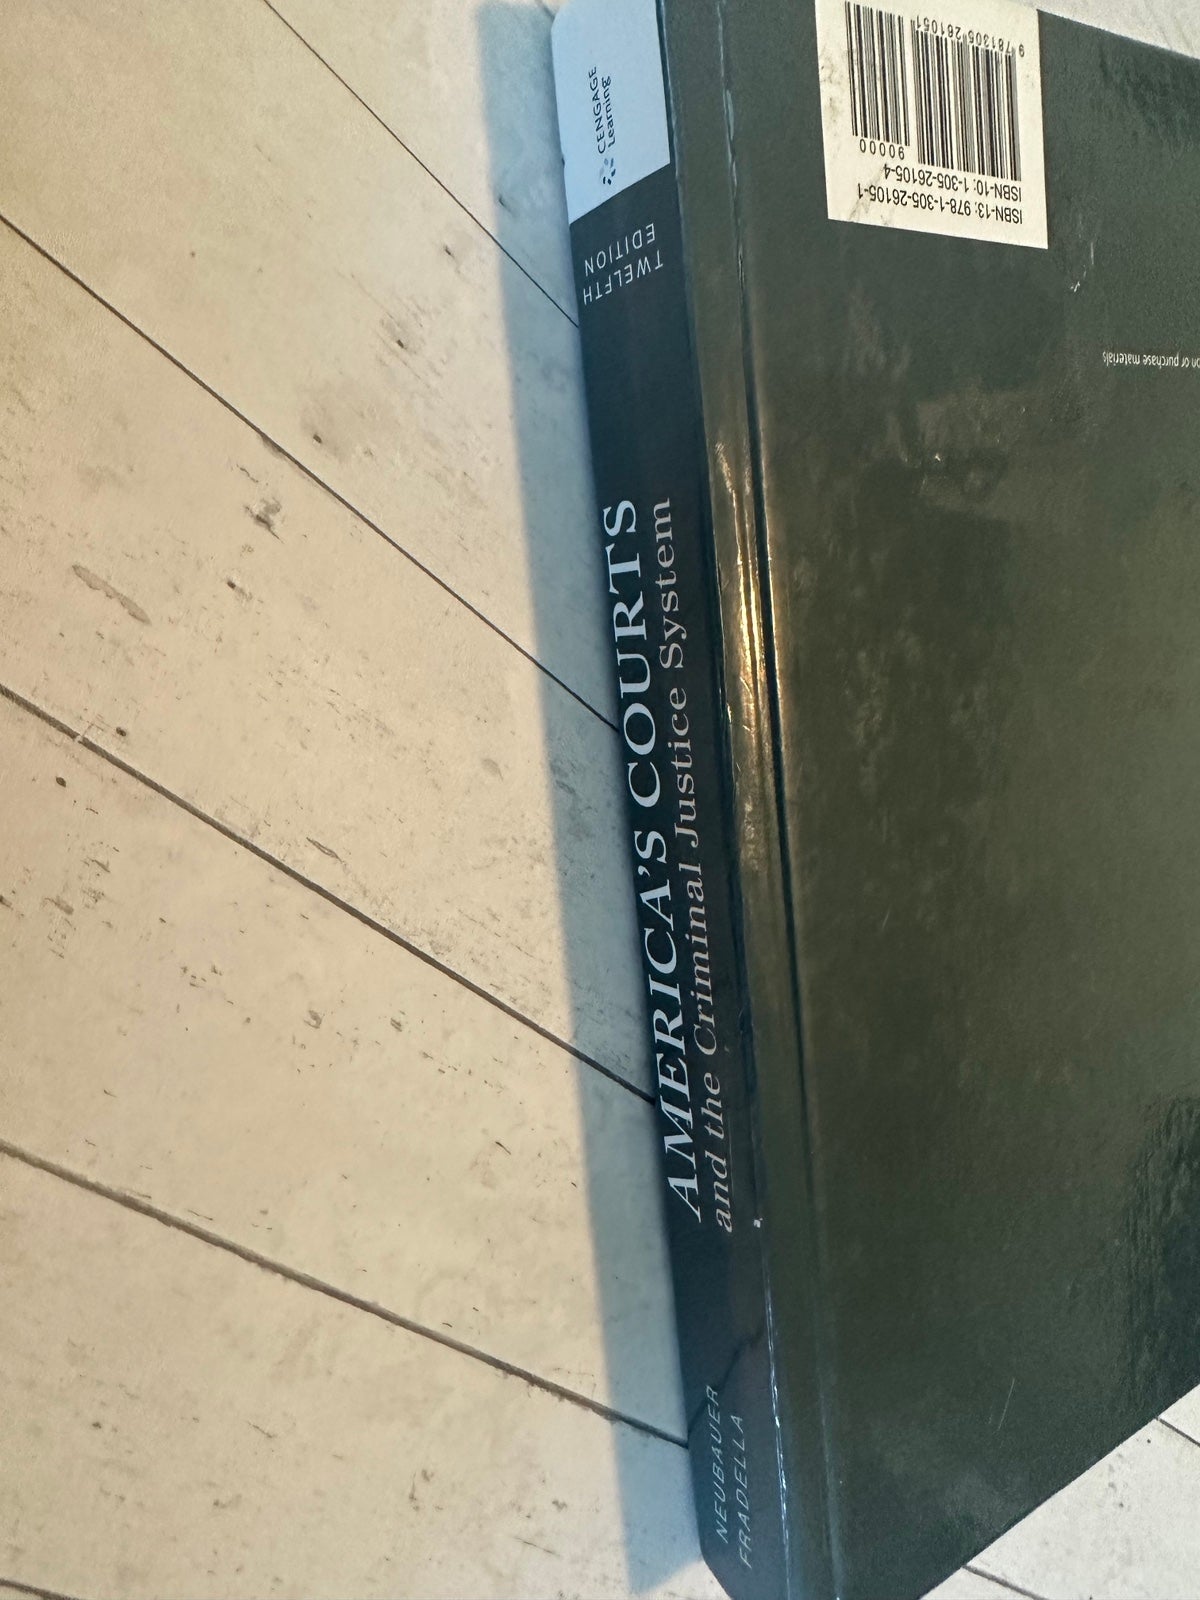 CENGAGE
Learning
TWELFTH
EDITION
AMERICA'S COURTS
and the Criminal Justice System
NEUBAUER
FRADELLA
ISBN-13: 978-1-305-26105-1
ISBN-10: 1-305-26105-4
90000
9 781305 261051
on or purchase materials